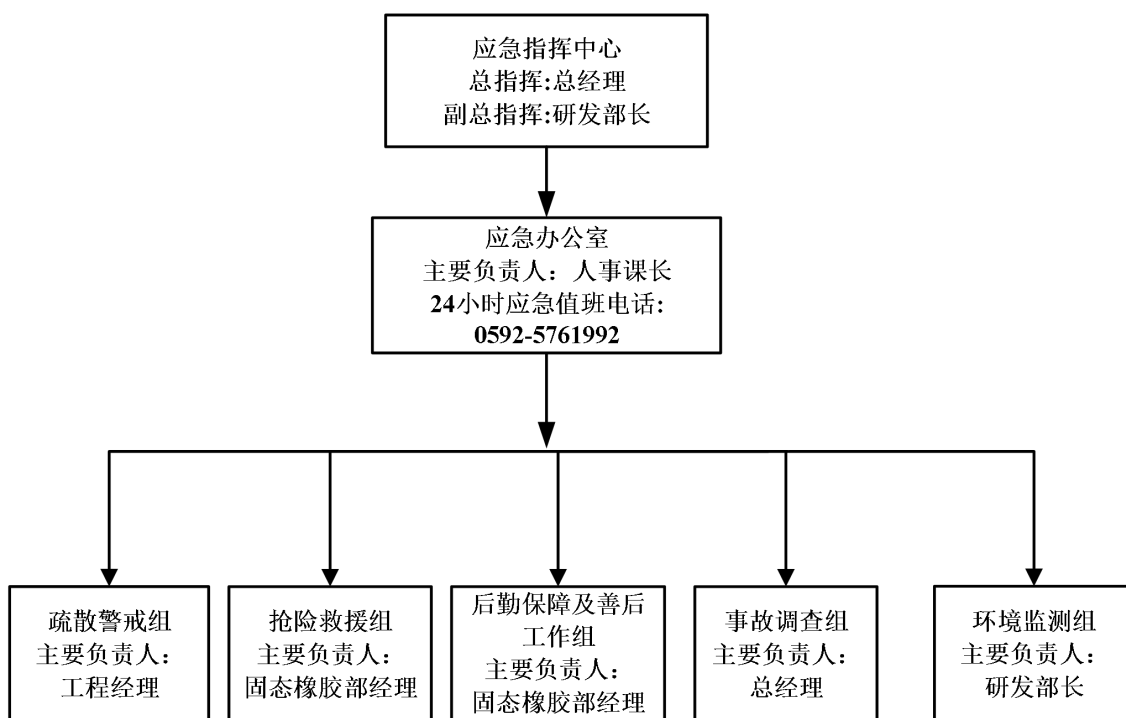 应急指挥中心
总指挥:总经理
副总指挥:研发部长
应急办公室
主要负责人：人事课长
24小时应急值班电话：
0592-5761992
疏散警戒组
主要负责人：
工程经理
抢险救援组
主要负责人：
固态橡胶部经理
后勤保障及善后
工作组
主要负责人：
固态橡胶部经理
事故调查组
主要负责人：
总经理
环境监测组
主要负责人：
研发部长